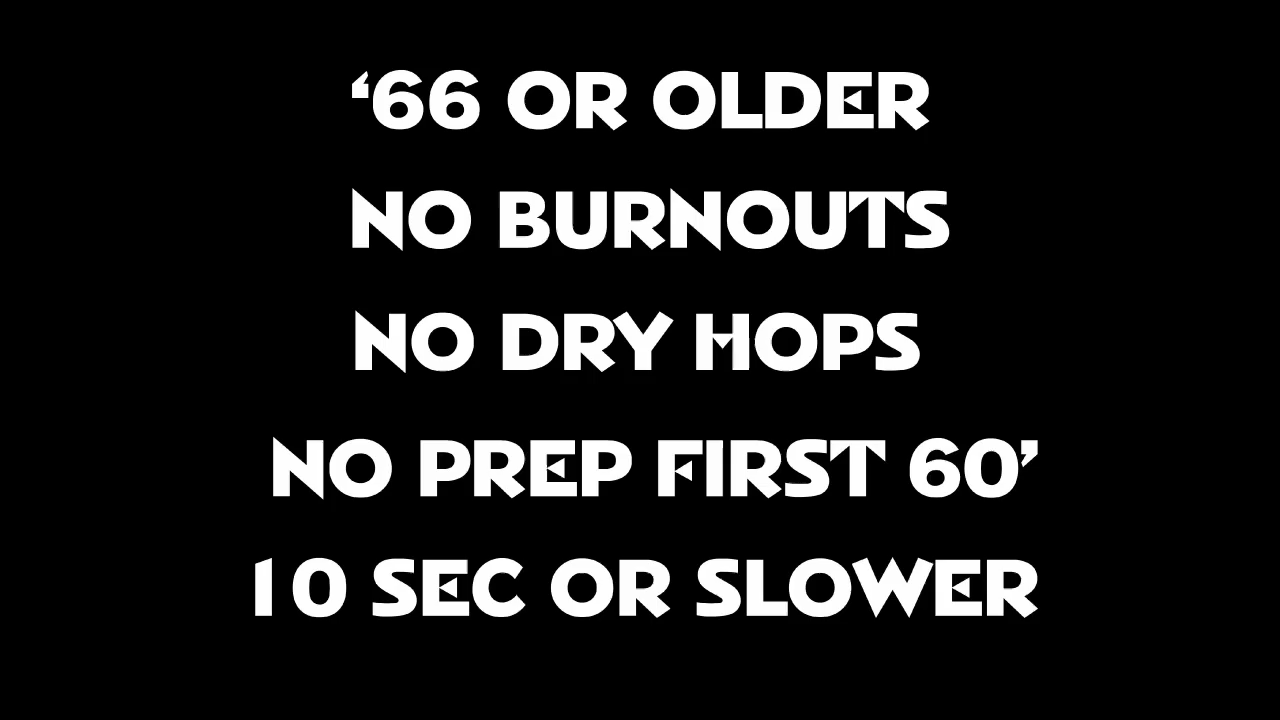 ‘66 OR OLDER
NO BURNOUTS
NO DRY HOPS
NO PREP FIRST 60’
10 SEC OR SLOWER